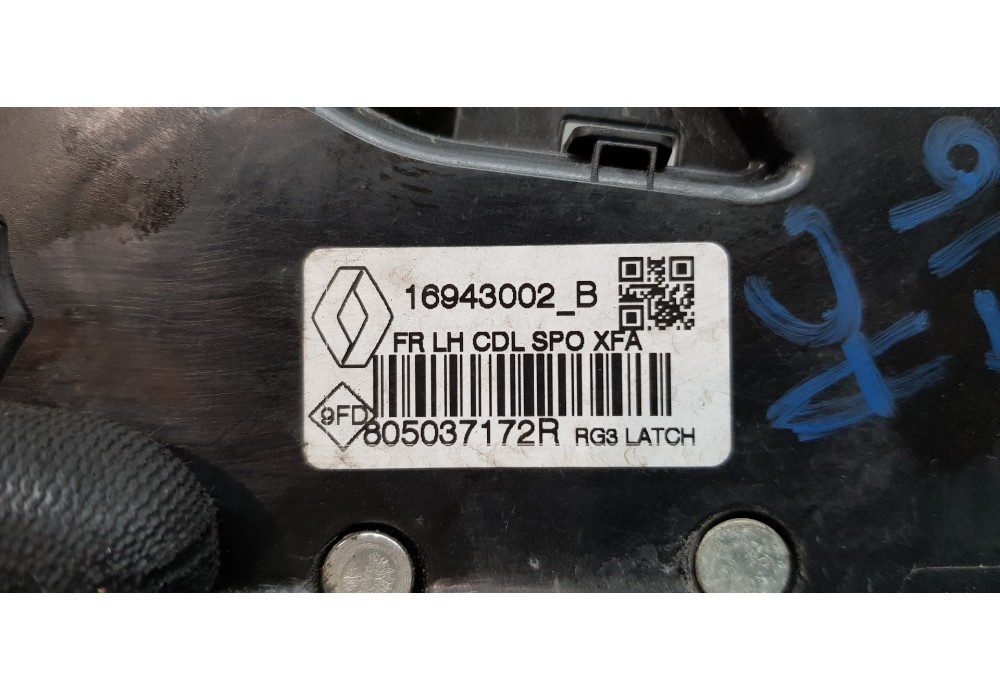 16943002_B
FR LH CDL SPO XFA
9FD
805037172R RG3 LATCH